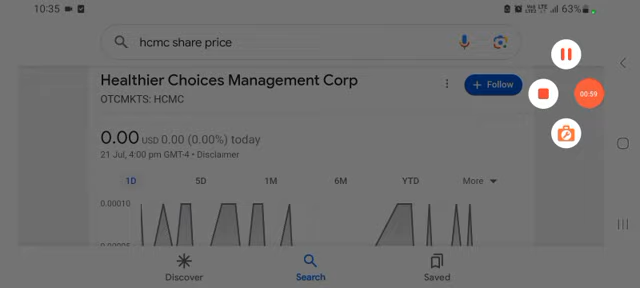 10:35 63%
hcmc share price
Healthier Choices Management Corp
+ Follow
OTCMKTS: HCMC
00:59
0.00 USD 0.00 (0.00%) today
21 Jul, 4:00 pm GMT-4 • Disclaimer
1D 5D 1M 6M YTD More
0.00010
0.00005
Discover Search Saved